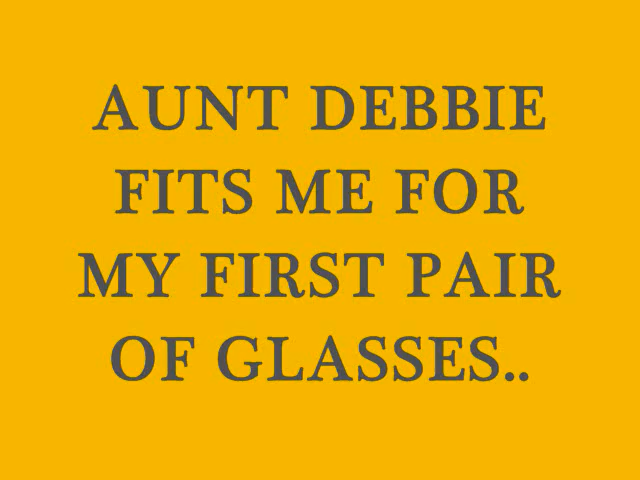 AUNT DEBBIE
FITS ME FOR
MY FIRST PAIR
OF GLASSES..